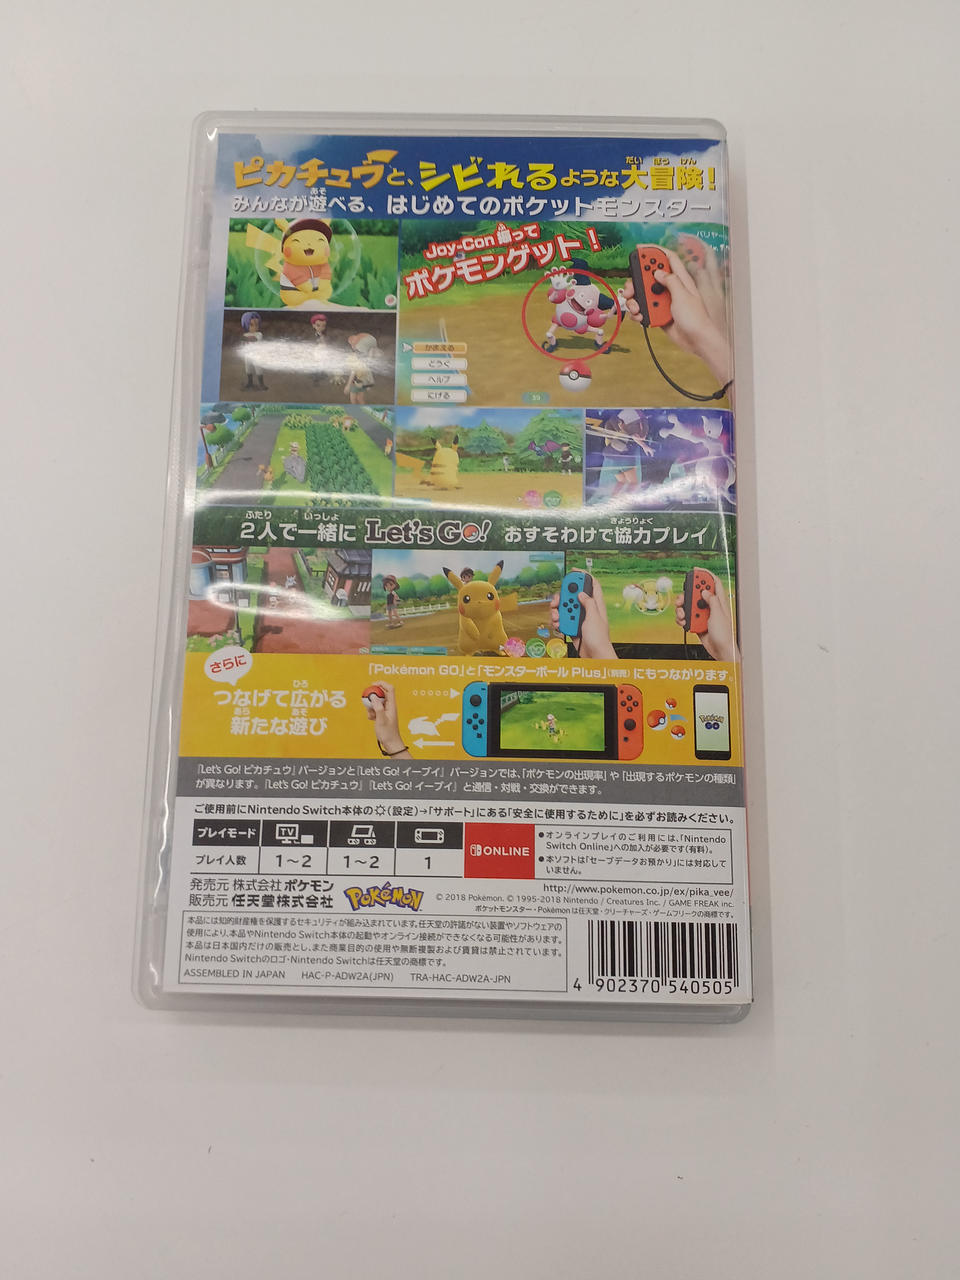 ピカチュウと、シビれるような大冒険!
だい ぼう けん
みんなが遊べる、はじめてのポケットモンスター
あそ
Joy-Con 振って
ふ
ポケモンゲット!
バリヤード
かまえる
どうぐ
ヘルプ
にげる
39
ふたり いっしょ きょうりょく
2人で一緒に Let's GO! おすそわけで協力プレイ
さらに
「Pokémon GO」と「モンスターボール Plus」(別売)にもつながります。
ひろ
つなげて広がる
あら あそ
新たな遊び
Pokémon GO
『Let's Go! ピカチュウ』バージョンと『Let's Go! イーブイ』バージョンでは、「ポケモンの出現率」や「出現するポケモンの種類」
が異なります。『Let's Go! ピカチュウ』『Let's Go! イーブイ』と通信・対戦・交換ができます。
ご使用前にNintendo Switch本体の(設定)→「サポート」にある「安全に使用するために」を必ずお読みください。
プレイモード TV
プレイ人数 1～2 1～2 1
ONLINE
●オンラインプレイのご利用には、「Nintendo
Switch Online」への加入が必要です(有料)。
●本ソフトは「セーブデータお預かり」には対応して
いません。
発売元 株式会社ポケモン
販売元 任天堂株式会社
Pokémon
http://www.pokemon.co.jp/ex/pika_vee/
© 2018 Pokémon. © 1995-2018 Nintendo / Creatures Inc. / GAME FREAK inc.
ポケットモンスター・Pokémonは任天堂・クリーチャーズ・ゲームフリークの商標です。
本品には知的財産権を保護するセキュリティが組み込まれています。任天堂の許諾がない装置やソフトウェアの
使用により、本品やNintendo Switch本体の起動やオンライン接続ができなくなる可能性があります。
本品は日本国内だけの販売とし、また商業目的の使用や無断複製および賃貸は禁止されています。
Nintendo Switchのロゴ・Nintendo Switchは任天堂の商標です。
ASSEMBLED IN JAPAN HAC-P-ADW2A(JPN) TRA-HAC-ADW2A-JPN
4 902370 540505